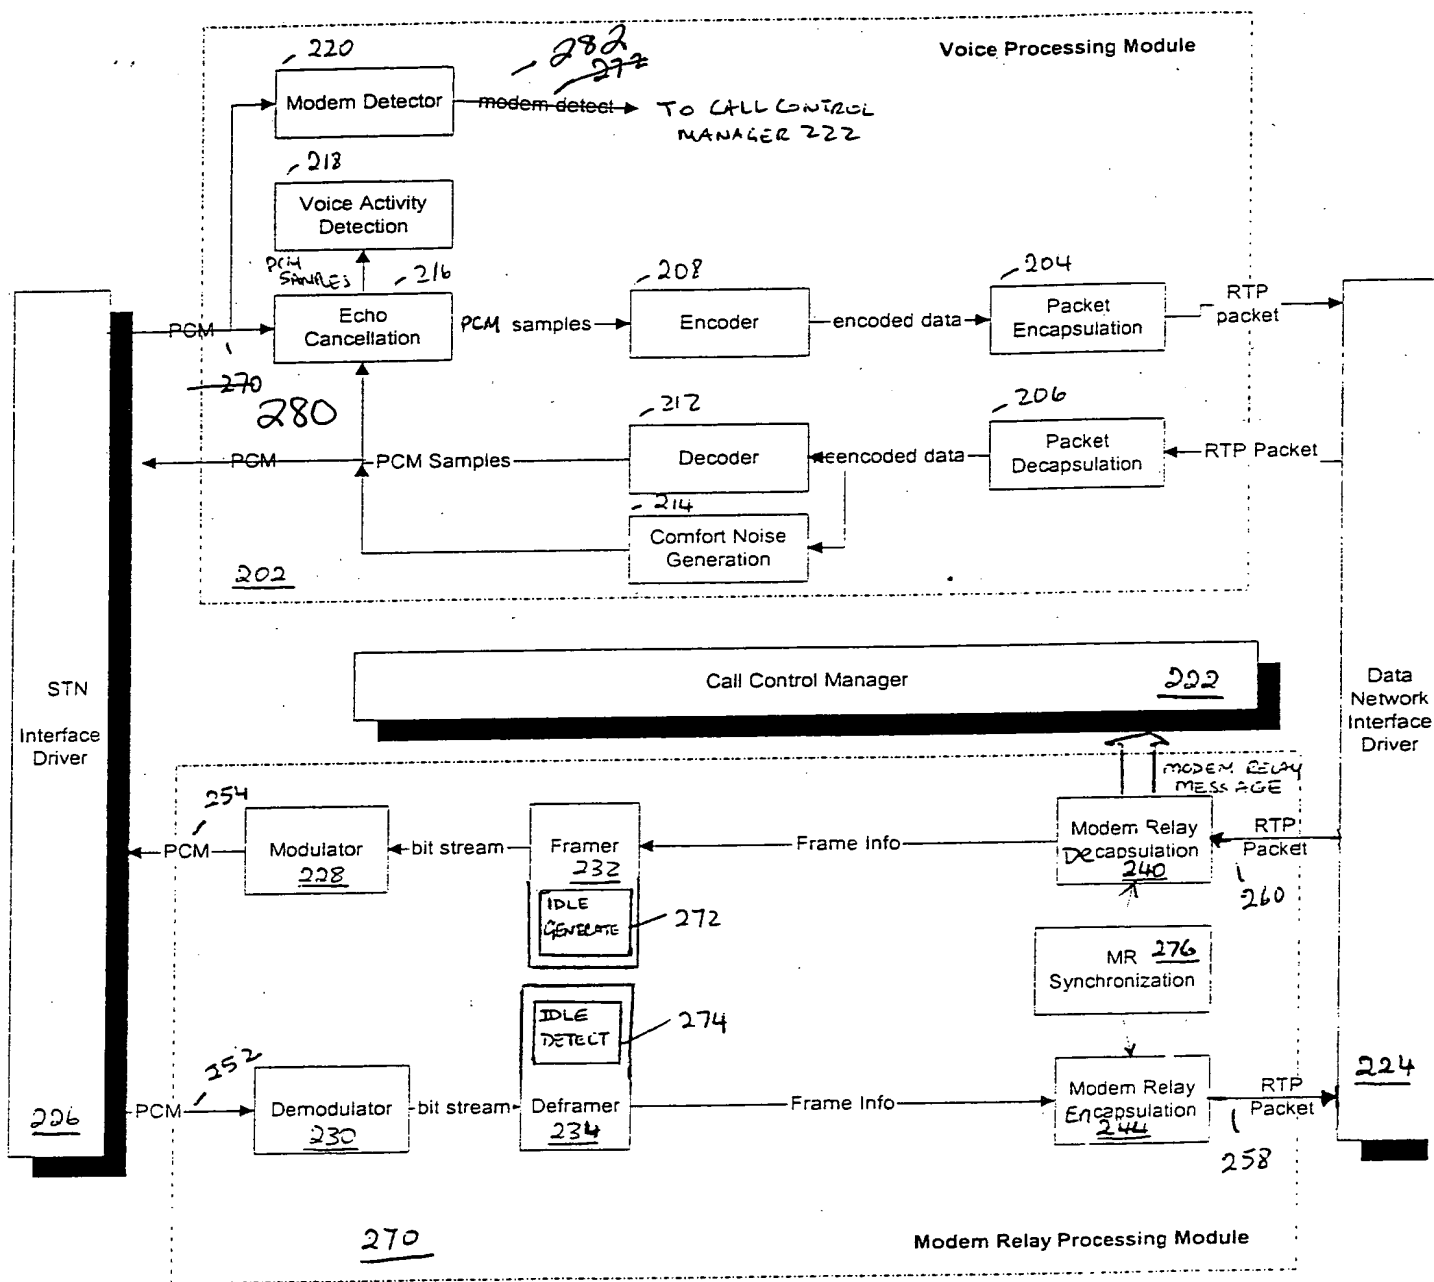 Voice Processing Module
220
282
272
Modem Detector
modem detect
TO CALL CONTROL
MANAGER 222
218
Voice Activity
Detection
PCM
SAMPLES
216
208
204
PCM
Echo
Cancellation
PCM samples
Encoder
encoded data
Packet
Encapsulation
RTP
packet
270
280
212
206
PCM
PCM Samples
Decoder
encoded data
Packet
Decapsulation
RTP Packet
214
Comfort Noise
Generation
202
STN
Interface
Driver
Call Control Manager
222
Data
Network
Interface
Driver
MODEM RELAY
MESSAGE
254
PCM
Modulator
228
bit stream
Framer
232
Frame Info
Modem Relay
Decapsulation
240
RTP
Packet
260
IDLE
GENERATE
272
MR 276
Synchronization
IDLE
DETECT
274
252
PCM
Demodulator
230
bit stream
Deframer
234
Frame Info
Modem Relay
Encapsulation
244
RTP
Packet
258
226
224
270
Modem Relay Processing Module